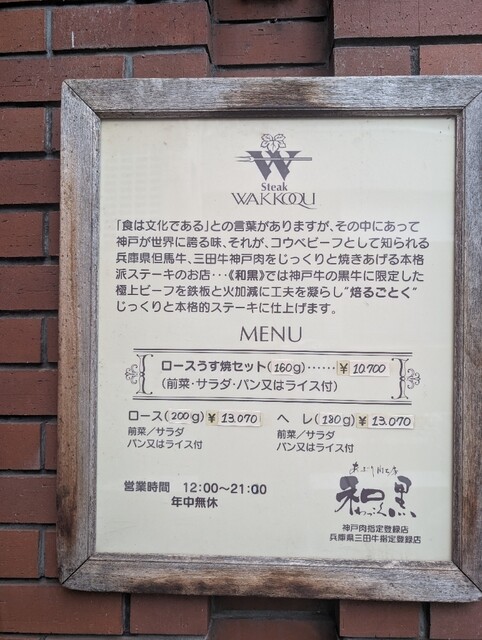 W
Steak
WAKKOQU
「食は文化である」との言葉がありますが、その中にあって
神戸が世界に誇る味、それが、コウベビーフとして知られる
兵庫県但馬牛、三田牛神戸肉をじっくりと焼きあげる本格
派ステーキのお店・・・《和黒》では神戸牛の黒牛に限定した
極上ビーフを鉄板と火加減に工夫を凝らし"焙るごとく"
じっくりと本格的ステーキに仕上げます。
MENU
ロースうす焼セット(160g)・・・・・・¥10.700
(前菜・サラダ・パン又はライス付)
ロース(200g) ¥13.070
前菜/サラダ
パン又はライス付
ヘレ(180g) ¥13.070
前菜/サラダ
パン又はライス付
営業時間 12:00〜21:00
年中無休
あぶり肉工房
和黒
わっこく
神戸肉指定登録店
兵庫県三田牛指定登録店